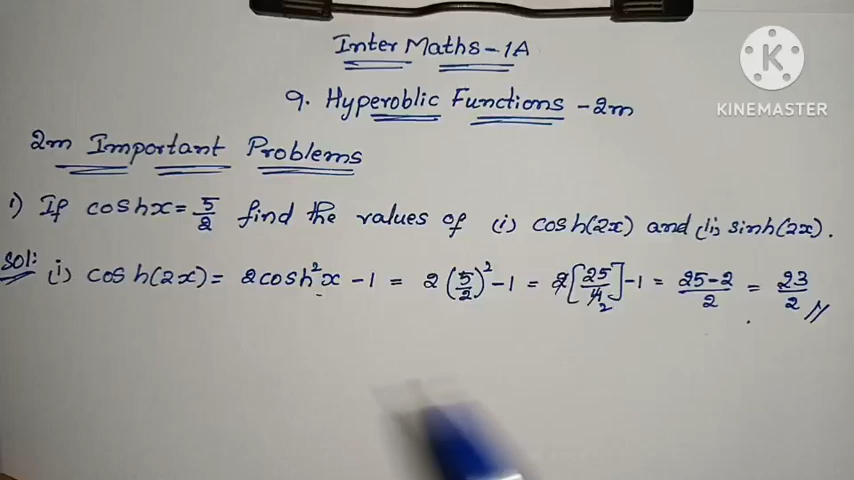 Inter Maths-1A
K
KINEMASTER
9. Hyperoblic Functions -2m
2m Important Problems
1) If coshx = 5/2 find the values of (i) cosh(2x) and (ii) sinh(2x).
Sol: (i) cosh(2x) = 2cosh²x - 1 = 2(5/2)² - 1 = 2[25/4 2] - 1 = 25-2/2 = 23/2 //